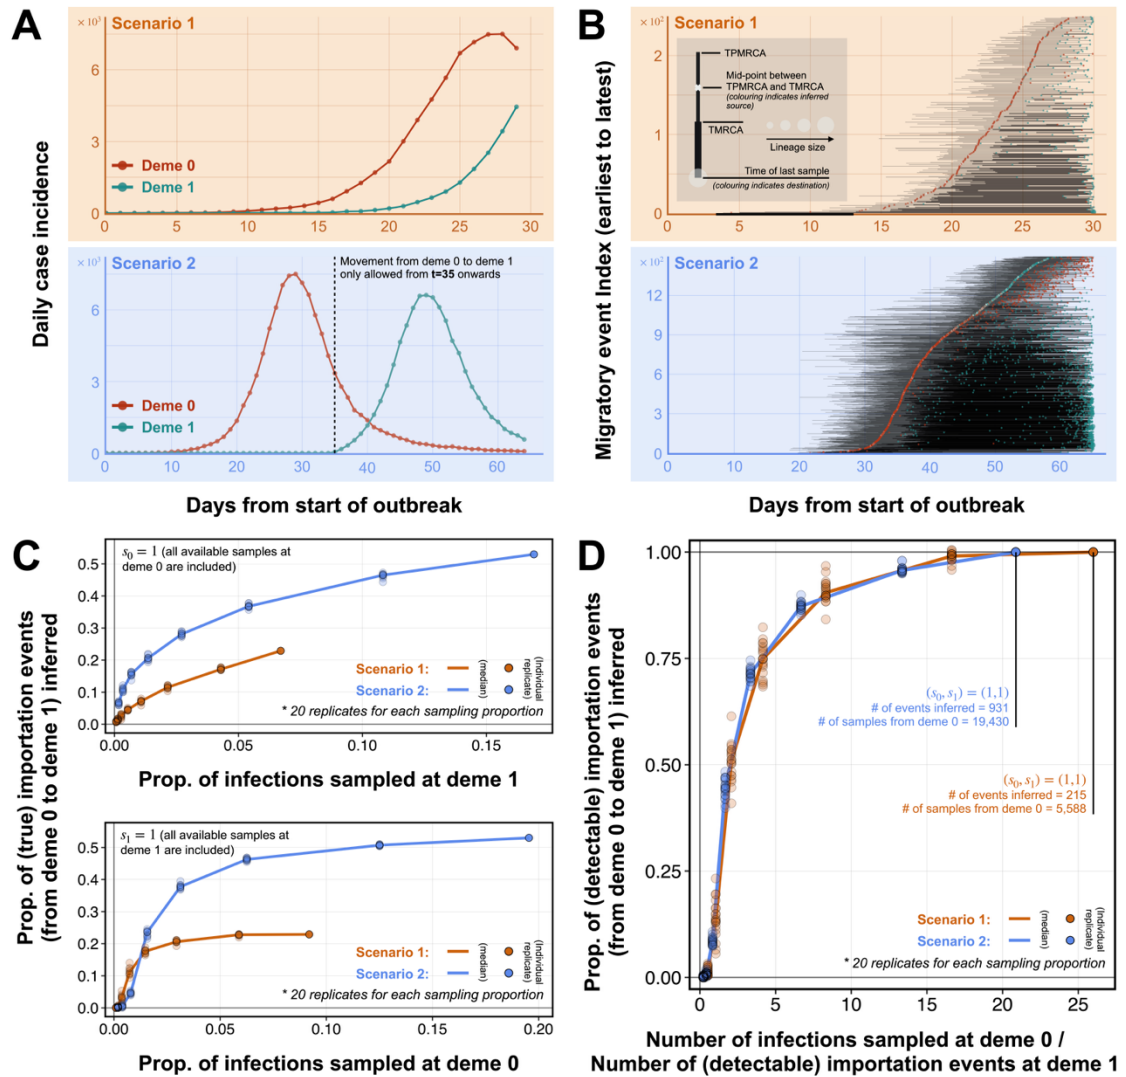 A
Scenario 1
×10³
6
3
0
Deme 0
Deme 1
0 5 10 15 20 25 30
Scenario 2
×10³
6
3
0
Movement from deme 0 to deme 1
only allowed from t=35 onwards
Deme 0
Deme 1
0 10 20 30 40 50 60
Daily case incidence
Days from start of outbreak
B
Scenario 1
×10²
2
1
0
TPMRCA
Mid-point between
TPMRCA and TMRCA
(colouring indicates inferred
source)
TMRCA
Lineage size
Time of last sample
(colouring indicates destination)
0 5 10 15 20 25 30
Scenario 2
×10²
12
9
6
3
0
0 10 20 30 40 50 60
Migratory event Index (earliest to latest)
Days from start of outbreak
C
s₀ = 1 (all available samples at
deme 0 are included)
0.5
0.4
0.3
0.2
0.1
0.0
Scenario 1:
Scenario 2:
(median)
(Individual
replicate)
* 20 replicates for each sampling proportion
0.00 0.05 0.10 0.15
Prop. of infections sampled at deme 1
Prop. of (true) importation events
(from deme 0 to deme 1) inferred
s₁ = 1 (all available samples at
deme 1 are included)
0.5
0.4
0.3
0.2
0.1
0.0
Scenario 1:
Scenario 2:
(median)
(Individual
replicate)
* 20 replicates for each sampling proportion
0.00 0.05 0.10 0.15 0.20
Prop. of infections sampled at deme 0
D
1.00
0.75
0.50
0.25
0.00
(s₀, s₁) = (1,1)
# of events inferred = 931
# of samples from deme 0 = 19,430
(s₀, s₁) = (1,1)
# of events inferred = 215
# of samples from deme 0 = 5,588
Scenario 1:
Scenario 2:
(median)
(Individual
replicate)
* 20 replicates for each sampling proportion
0 5 10 15 20 25
Prop. of (detectable) importation events
(from deme 0 to deme 1) inferred
Number of infections sampled at deme 0 /
Number of (detectable) importation events at deme 1